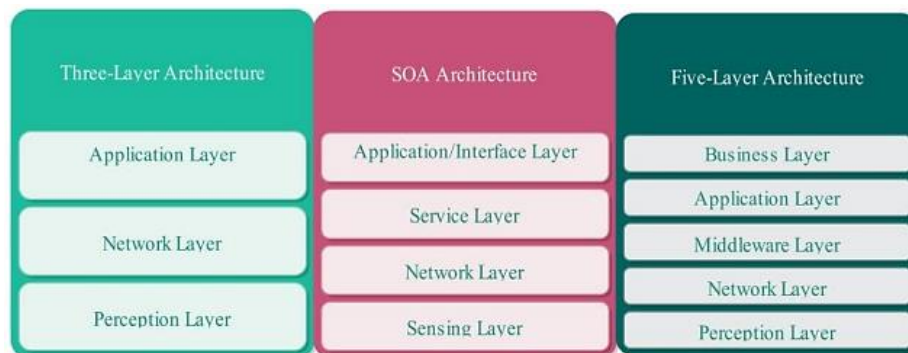 Three-Layer Architecture
Application Layer
Network Layer
Perception Layer
SOA Architecture
Application/Interface Layer
Service Layer
Network Layer
Sensing Layer
Five-Layer Architecture
Business Layer
Application Layer
Middleware Layer
Network Layer
Perception Layer